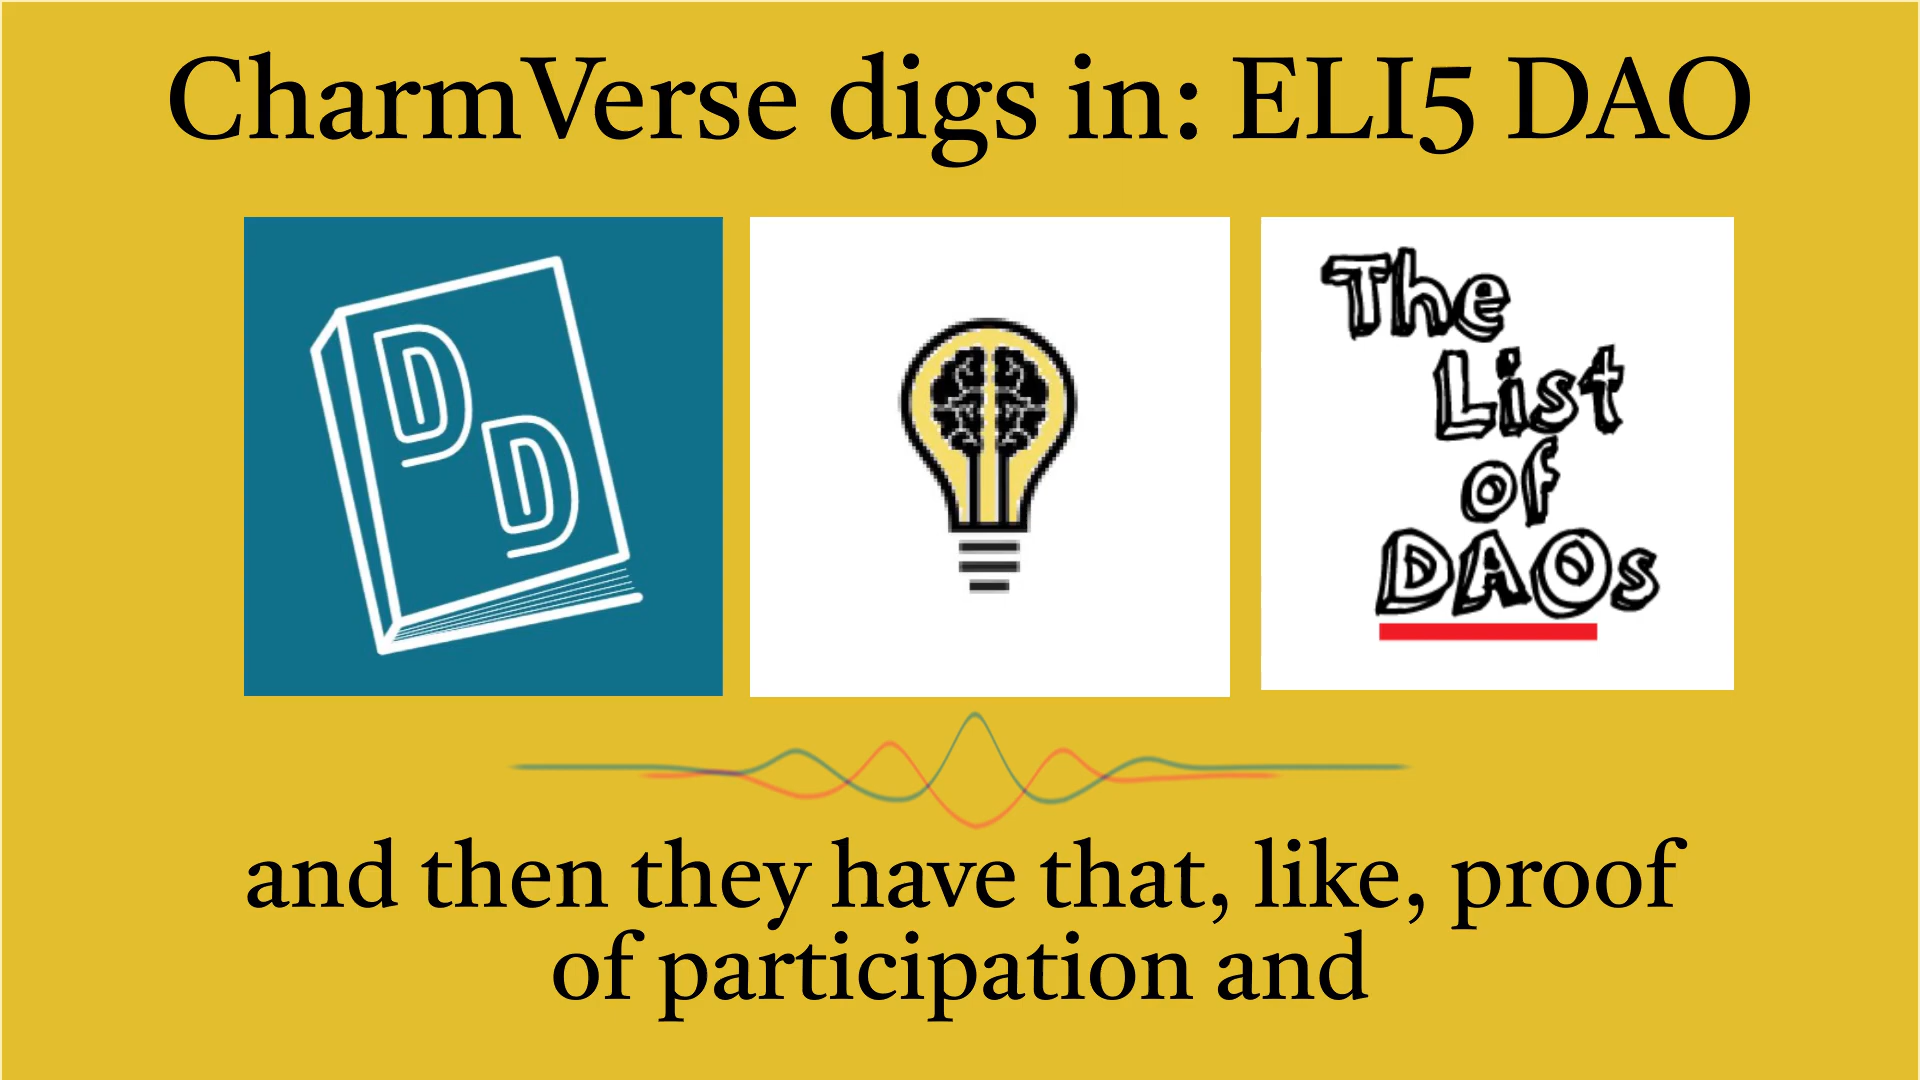 CharmVerse digs in: ELI5 DAO
D
D
The
List
of
DAOs
and then they have that, like, proof
of participation and